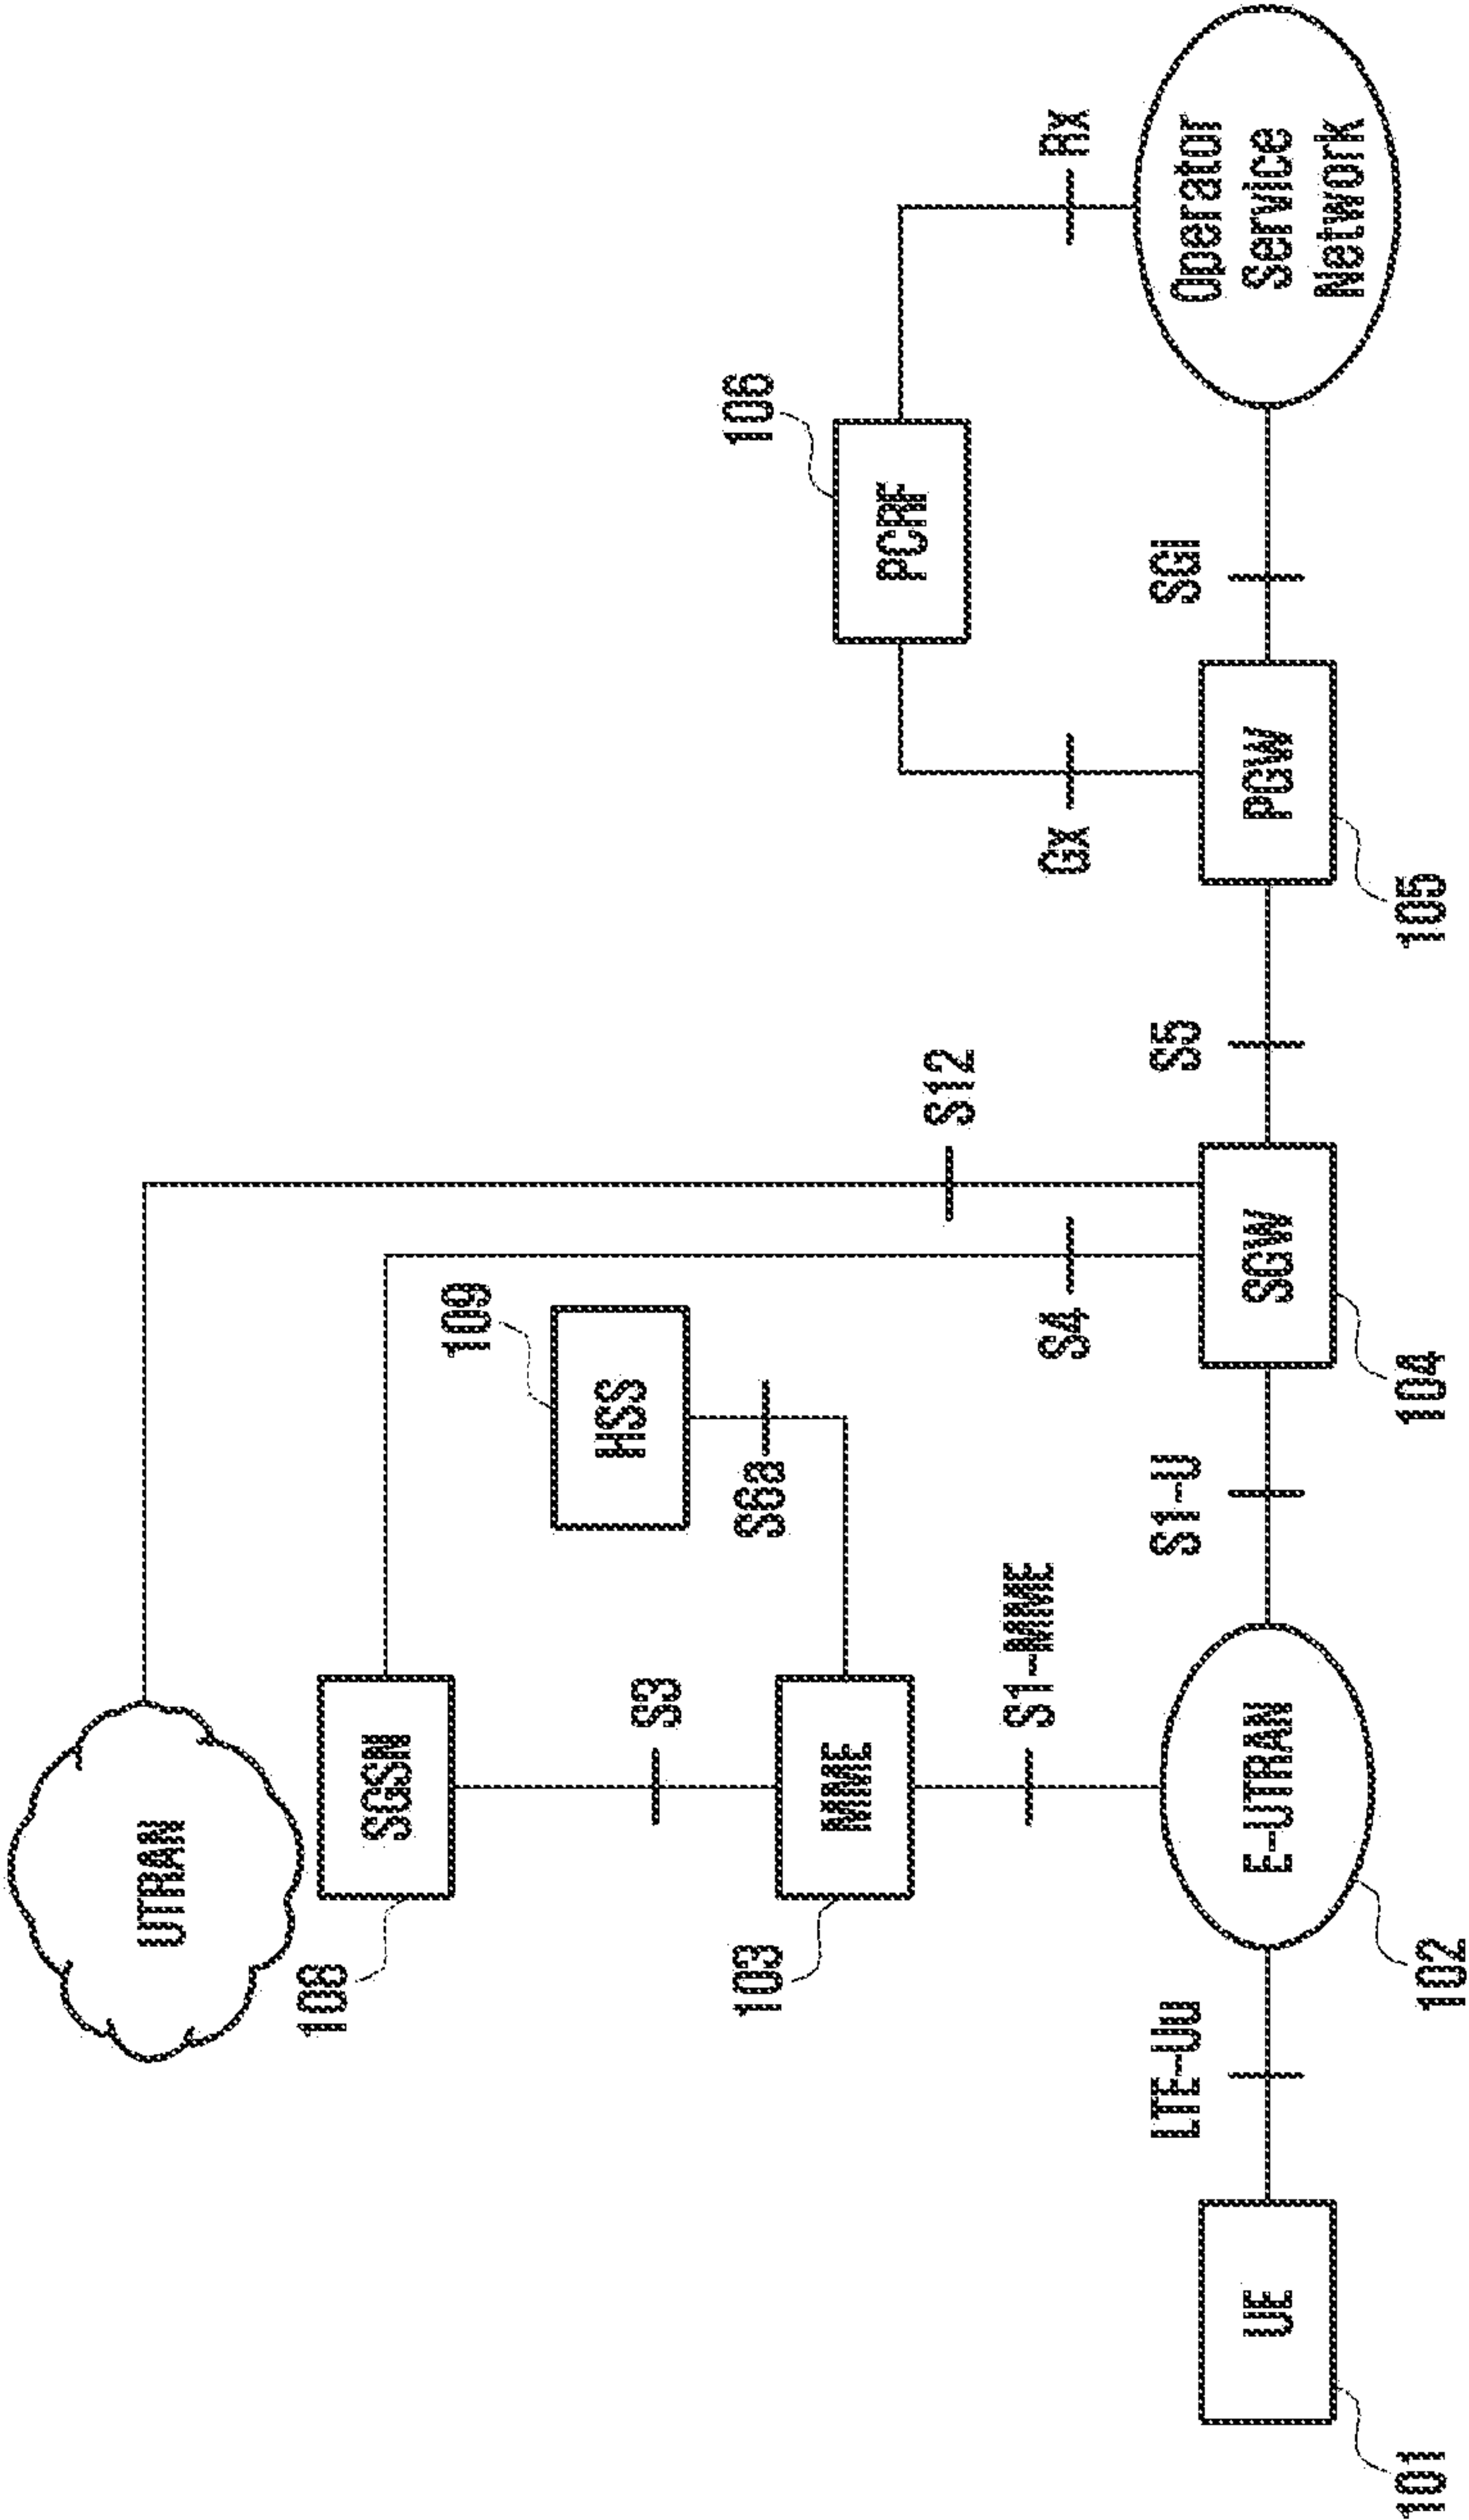 UTRAN
108
SGSN
S3
109
HSS
S6a
S12
S4
103
MME
S1-MME
106
PCRF
Gx
Rx
101
UE
LTE-Uu
102
E-UTRAN
S1-U
104
SGW
S5
105
PGW
SGI
Operator
Service
Network